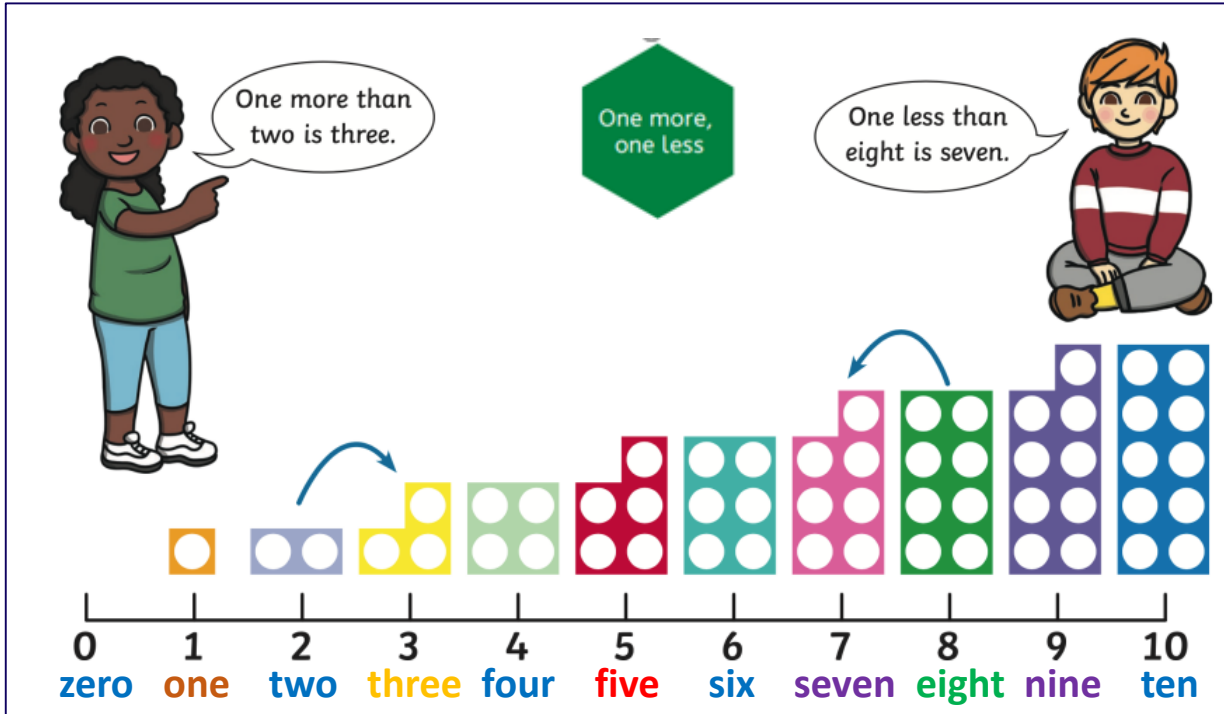 One more than
two is three.
One more,
one less
One less than
eight is seven.
0 1 2 3 4 5 6 7 8 9 10
zero one two three four five six seven eight nine ten